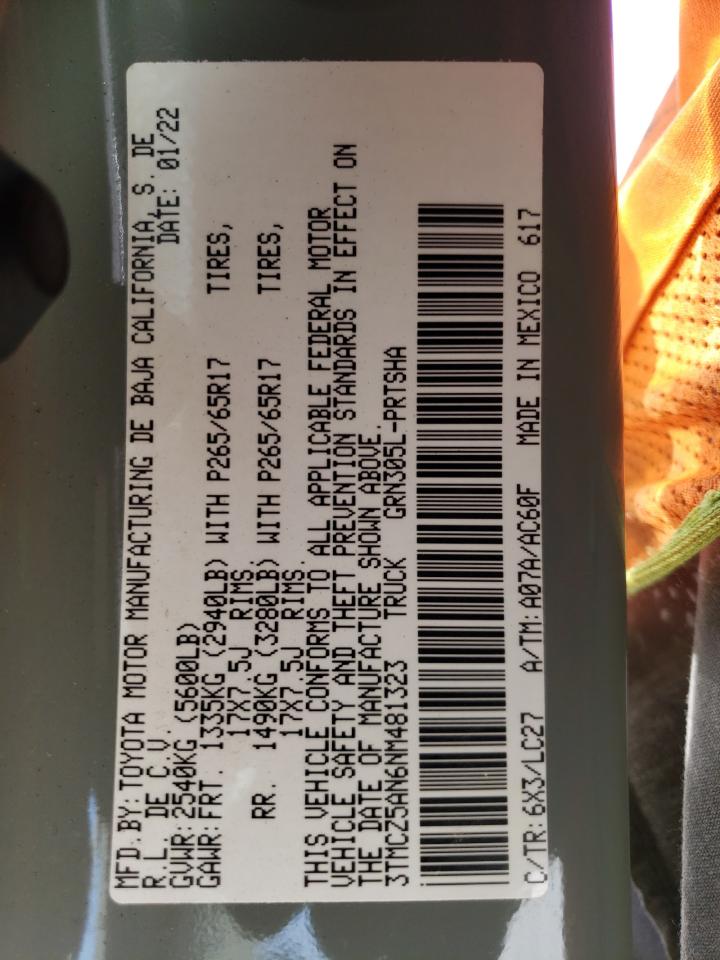 MFD.BY: TOYOTA MOTOR MANUFACTURING DE BAJA CALIFORNIA, S. DE
R.L. DE C.V. DATE: 01/22
GVWR: 2540KG (5600LB)
GAWR: FRT. 1335KG (2940LB) WITH P265/65R17 TIRES,
17X7.5J RIMS.
RR. 1490KG (3280LB) WITH P265/65R17 TIRES,
17X7.5J RIMS.
THIS VEHICLE CONFORMS TO ALL APPLICABLE FEDERAL MOTOR
VEHICLE SAFETY AND THEFT PREVENTION STANDARDS IN EFFECT ON
THE DATE OF MANUFACTURE SHOWN ABOVE.
3TMCZ5AN6NM481323 TRUCK GRN305L-PRTSHA
C/TR: 6X3/LC27 A/TM: A07A/AC60F MADE IN MEXICO 617